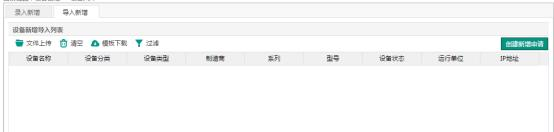 录入新增 导入新增
设备新增导入列表
文件上传 清空 模板下载 过滤 创建新增申请
设备名称 设备分类 设备类型 制造商 系列 型号 设备状态 运行单位 IP地址